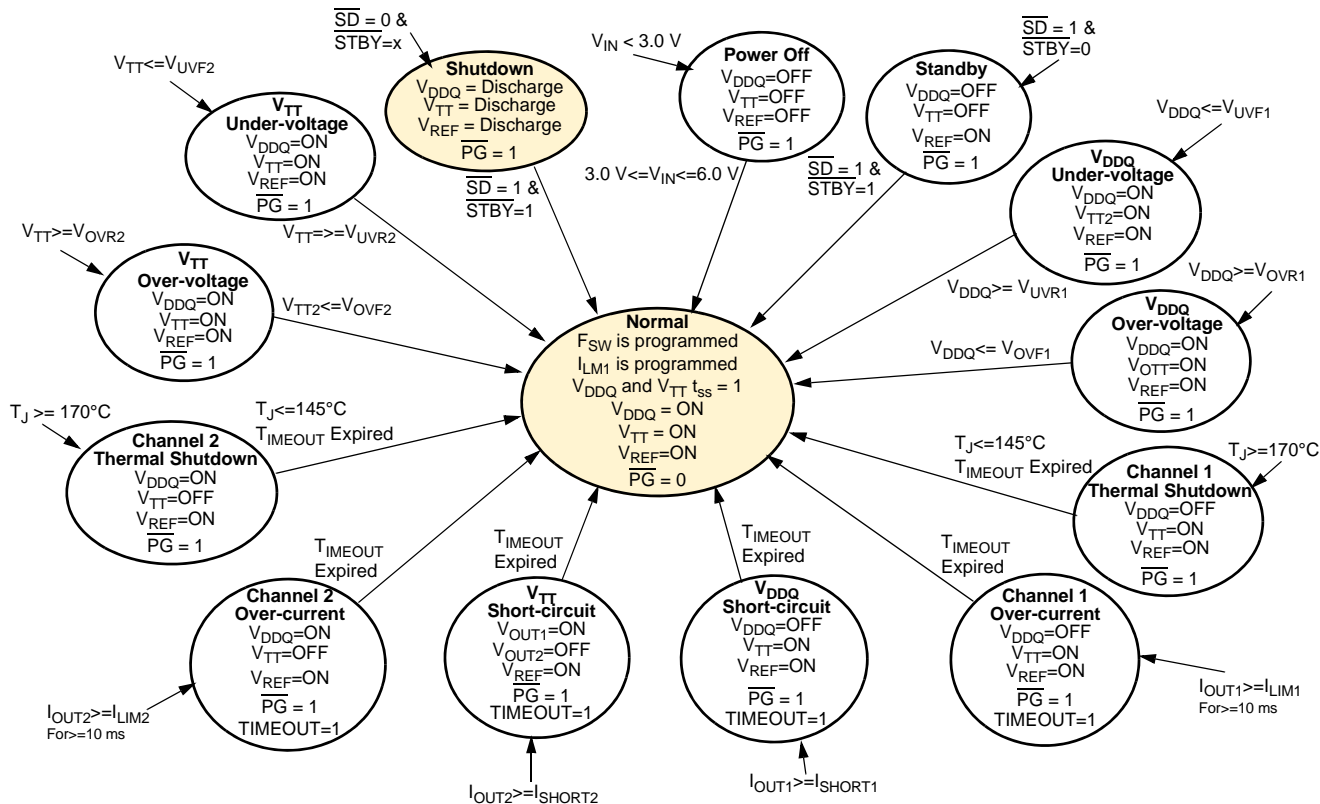 SD = 0 &
STBY=x
Shutdown
VDDQ = Discharge
VTT = Discharge
VREF = Discharge
PG = 1
SD = 1 &
STBY=1
VIN < 3.0 V
Power Off
VDDQ=OFF
VTT=OFF
VREF=OFF
PG = 1
3.0 V<=VIN<=6.0 V
SD = 1 &
STBY=0
Standby
VDDQ=OFF
VTT=OFF
VREF=ON
PG = 1
SD = 1 &
STBY=1
VTT<=VUVF2
VTT
Under-voltage
VDDQ=ON
VTT=ON
VREF=ON
PG = 1
VTT=>=VUVR2
VDDQ<=VUVF1
VDDQ
Under-voltage
VDDQ=ON
VTT2=ON
VREF=ON
PG = 1
VDDQ>= VUVR1
VTT>=VOVR2
VTT
Over-voltage
VDDQ=ON
VTT=ON
VREF=ON
PG = 1
VTT2<=VOVF2
VDDQ>=VOVR1
VDDQ
Over-voltage
VDDQ=ON
VOTT=ON
VREF=ON
PG = 1
VDDQ<= VOVF1
Normal
FSW is programmed
ILM1 is programmed
VDDQ and VTT tss = 1
VDDQ = ON
VTT = ON
VREF=ON
PG = 0
TJ >= 170°C
Channel 2
Thermal Shutdown
VDDQ=ON
VTT=OFF
VREF=ON
PG = 1
TJ<=145°C
TIMEOUT Expired
TJ>=170°C
Channel 1
Thermal Shutdown
VDDQ=OFF
VTT=ON
VREF=ON
PG = 1
TJ<=145°C
TIMEOUT Expired
TIMEOUT
Expired
Channel 2
Over-current
VDDQ=ON
VTT=OFF
VREF=ON
PG = 1
TIMEOUT=1
IOUT2>=ILIM2
For>=10 ms
TIMEOUT
Expired
VTT
Short-circuit
VOUT1=ON
VOUT2=OFF
VREF=ON
PG = 1
TIMEOUT=1
IOUT2>=ISHORT2
TIMEOUT
Expired
VDDQ
Short-circuit
VDDQ=OFF
VTT=ON
VREF=ON
PG = 1
TIMEOUT=1
IOUT1>=ISHORT1
TIMEOUT
Expired
Channel 1
Over-current
VDDQ=OFF
VTT=ON
VREF=ON
PG = 1
TIMEOUT=1
IOUT1>=ILIM1
For>=10 ms